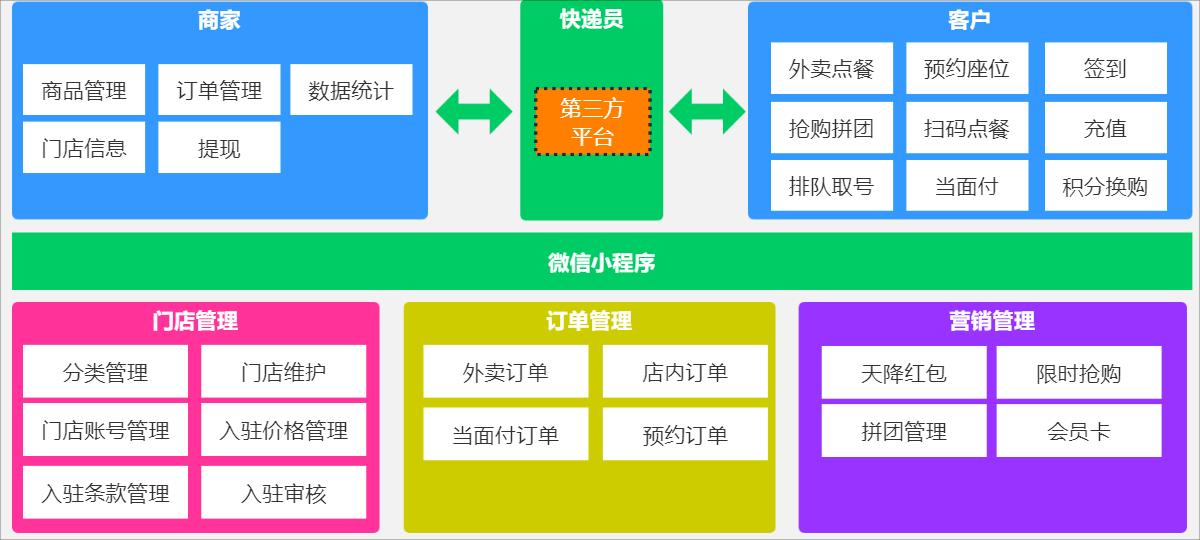 商家
商品管理
订单管理
数据统计
门店信息
提现
快递员
第三方
平台
客户
外卖点餐
预约座位
签到
抢购拼团
扫码点餐
充值
排队取号
当面付
积分换购
微信小程序
门店管理
分类管理
门店维护
门店账号管理
入驻价格管理
入驻条款管理
入驻审核
订单管理
外卖订单
店内订单
当面付订单
预约订单
营销管理
天降红包
限时抢购
拼团管理
会员卡